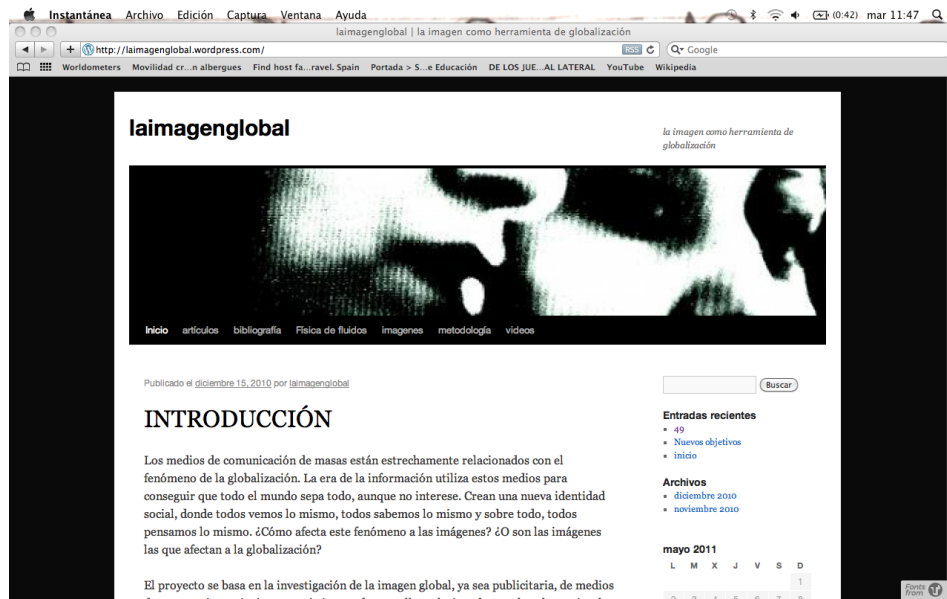 Instantánea Archivo Edición Captura Ventana Ayuda (0:42) mar 11:47
laimagenglobal | la imagen como herramienta de globalización
http://laimagenglobal.wordpress.com/ RSS Google
Worldometers Movilidad cr...n albergues Find host fa...ravel. Spain Portada > S...e Educación DE LOS JUE...AL LATERAL YouTube Wikipedia
laimagenglobal
la imagen como herramienta de
globalización
Inicio artículos bibliografía Física de fluidos imagenes metodología videos
Publicado el diciembre 15, 2010 por laimagenglobal
INTRODUCCIÓN
Los medios de comunicación de masas están estrechamente relacionados con el
fenómeno de la globalización. La era de la información utiliza estos medios para
conseguir que todo el mundo sepa todo, aunque no interese. Crean una nueva identidad
social, donde todos vemos lo mismo, todos sabemos lo mismo y sobre todo, todos
pensamos lo mismo. ¿Cómo afecta este fenómeno a las imágenes? ¿O son las imágenes
las que afectan a la globalización?
El proyecto se basa en la investigación de la imagen global, ya sea publicitaria, de medios
Buscar
Entradas recientes
49
Nuevos objetivos
inicio
Archivos
diciembre 2010
noviembre 2010
mayo 2011
L M X J V S D
1
2 3 4 5 6 7 8
Fonts
from